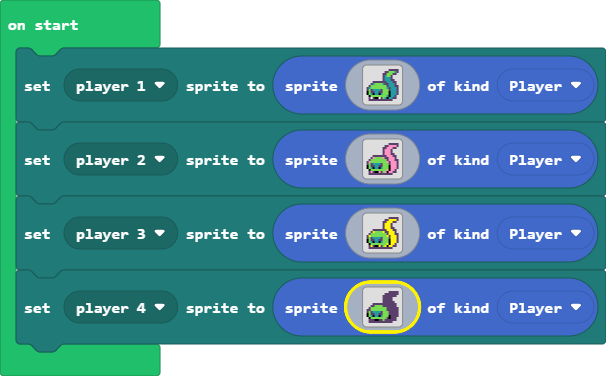 on start
set player 1 sprite to sprite of kind Player
set player 2 sprite to sprite of kind Player
set player 3 sprite to sprite of kind Player
set player 4 sprite to sprite of kind Player